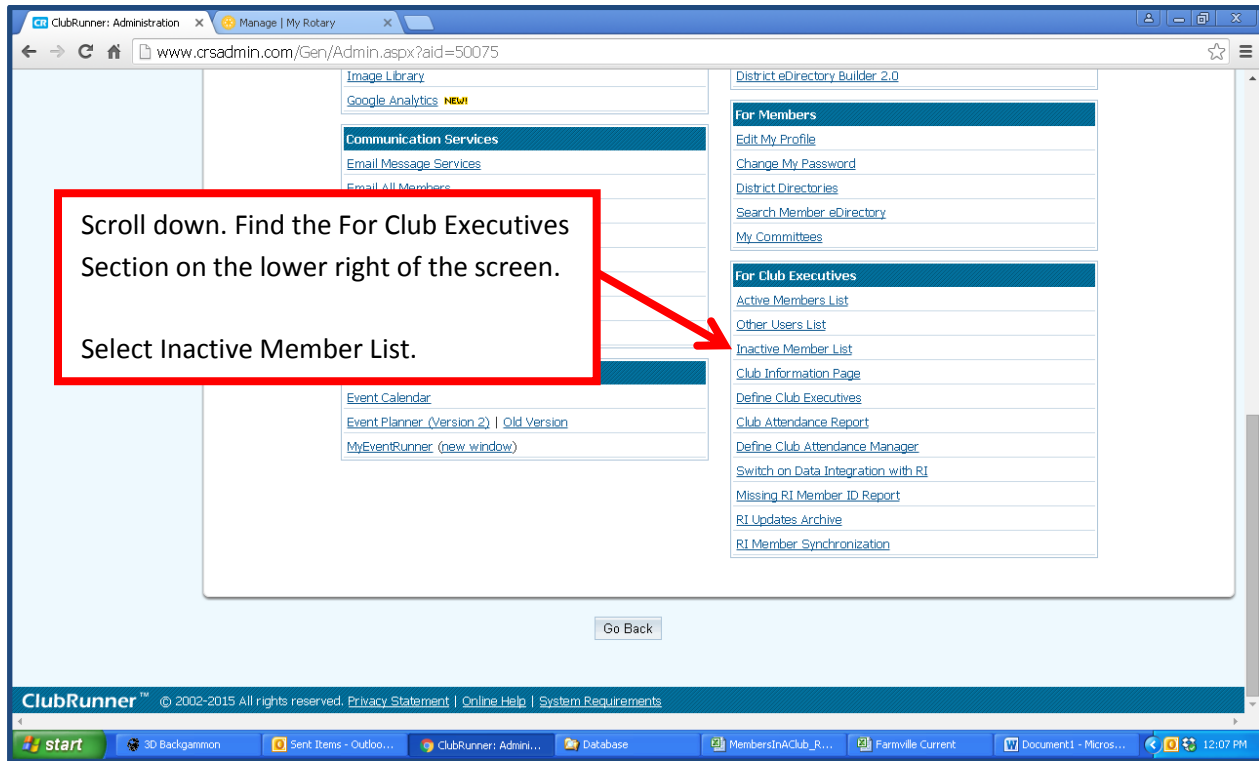 ClubRunner: Administration
Manage | My Rotary
www.crsadmin.com/Gen/Admin.aspx?aid=50075
Image Library
Google Analytics NEW!
Communication Services
Email Message Services
Email All Members
Scroll down. Find the For Club Executives
Section on the lower right of the screen.
Select Inactive Member List.
Event Calendar
Event Planner (Version 2) | Old Version
MyEventRunner (new window)
District eDirectory Builder 2.0
For Members
Edit My Profile
Change My Password
District Directories
Search Member eDirectory
My Committees
For Club Executives
Active Members List
Other Users List
Inactive Member List
Club Information Page
Define Club Executives
Club Attendance Report
Define Club Attendance Manager
Switch on Data Integration with RI
Missing RI Member ID Report
RI Updates Archive
RI Member Synchronization
Go Back
ClubRunner™ © 2002-2015 All rights reserved. Privacy Statement | Online Help | System Requirements
start 3D Backgammon Sent Items - Outloo... ClubRunner: Admini... Database MembersInAClub_R... Farmville Current Document1 - Micros... 12:07 PM